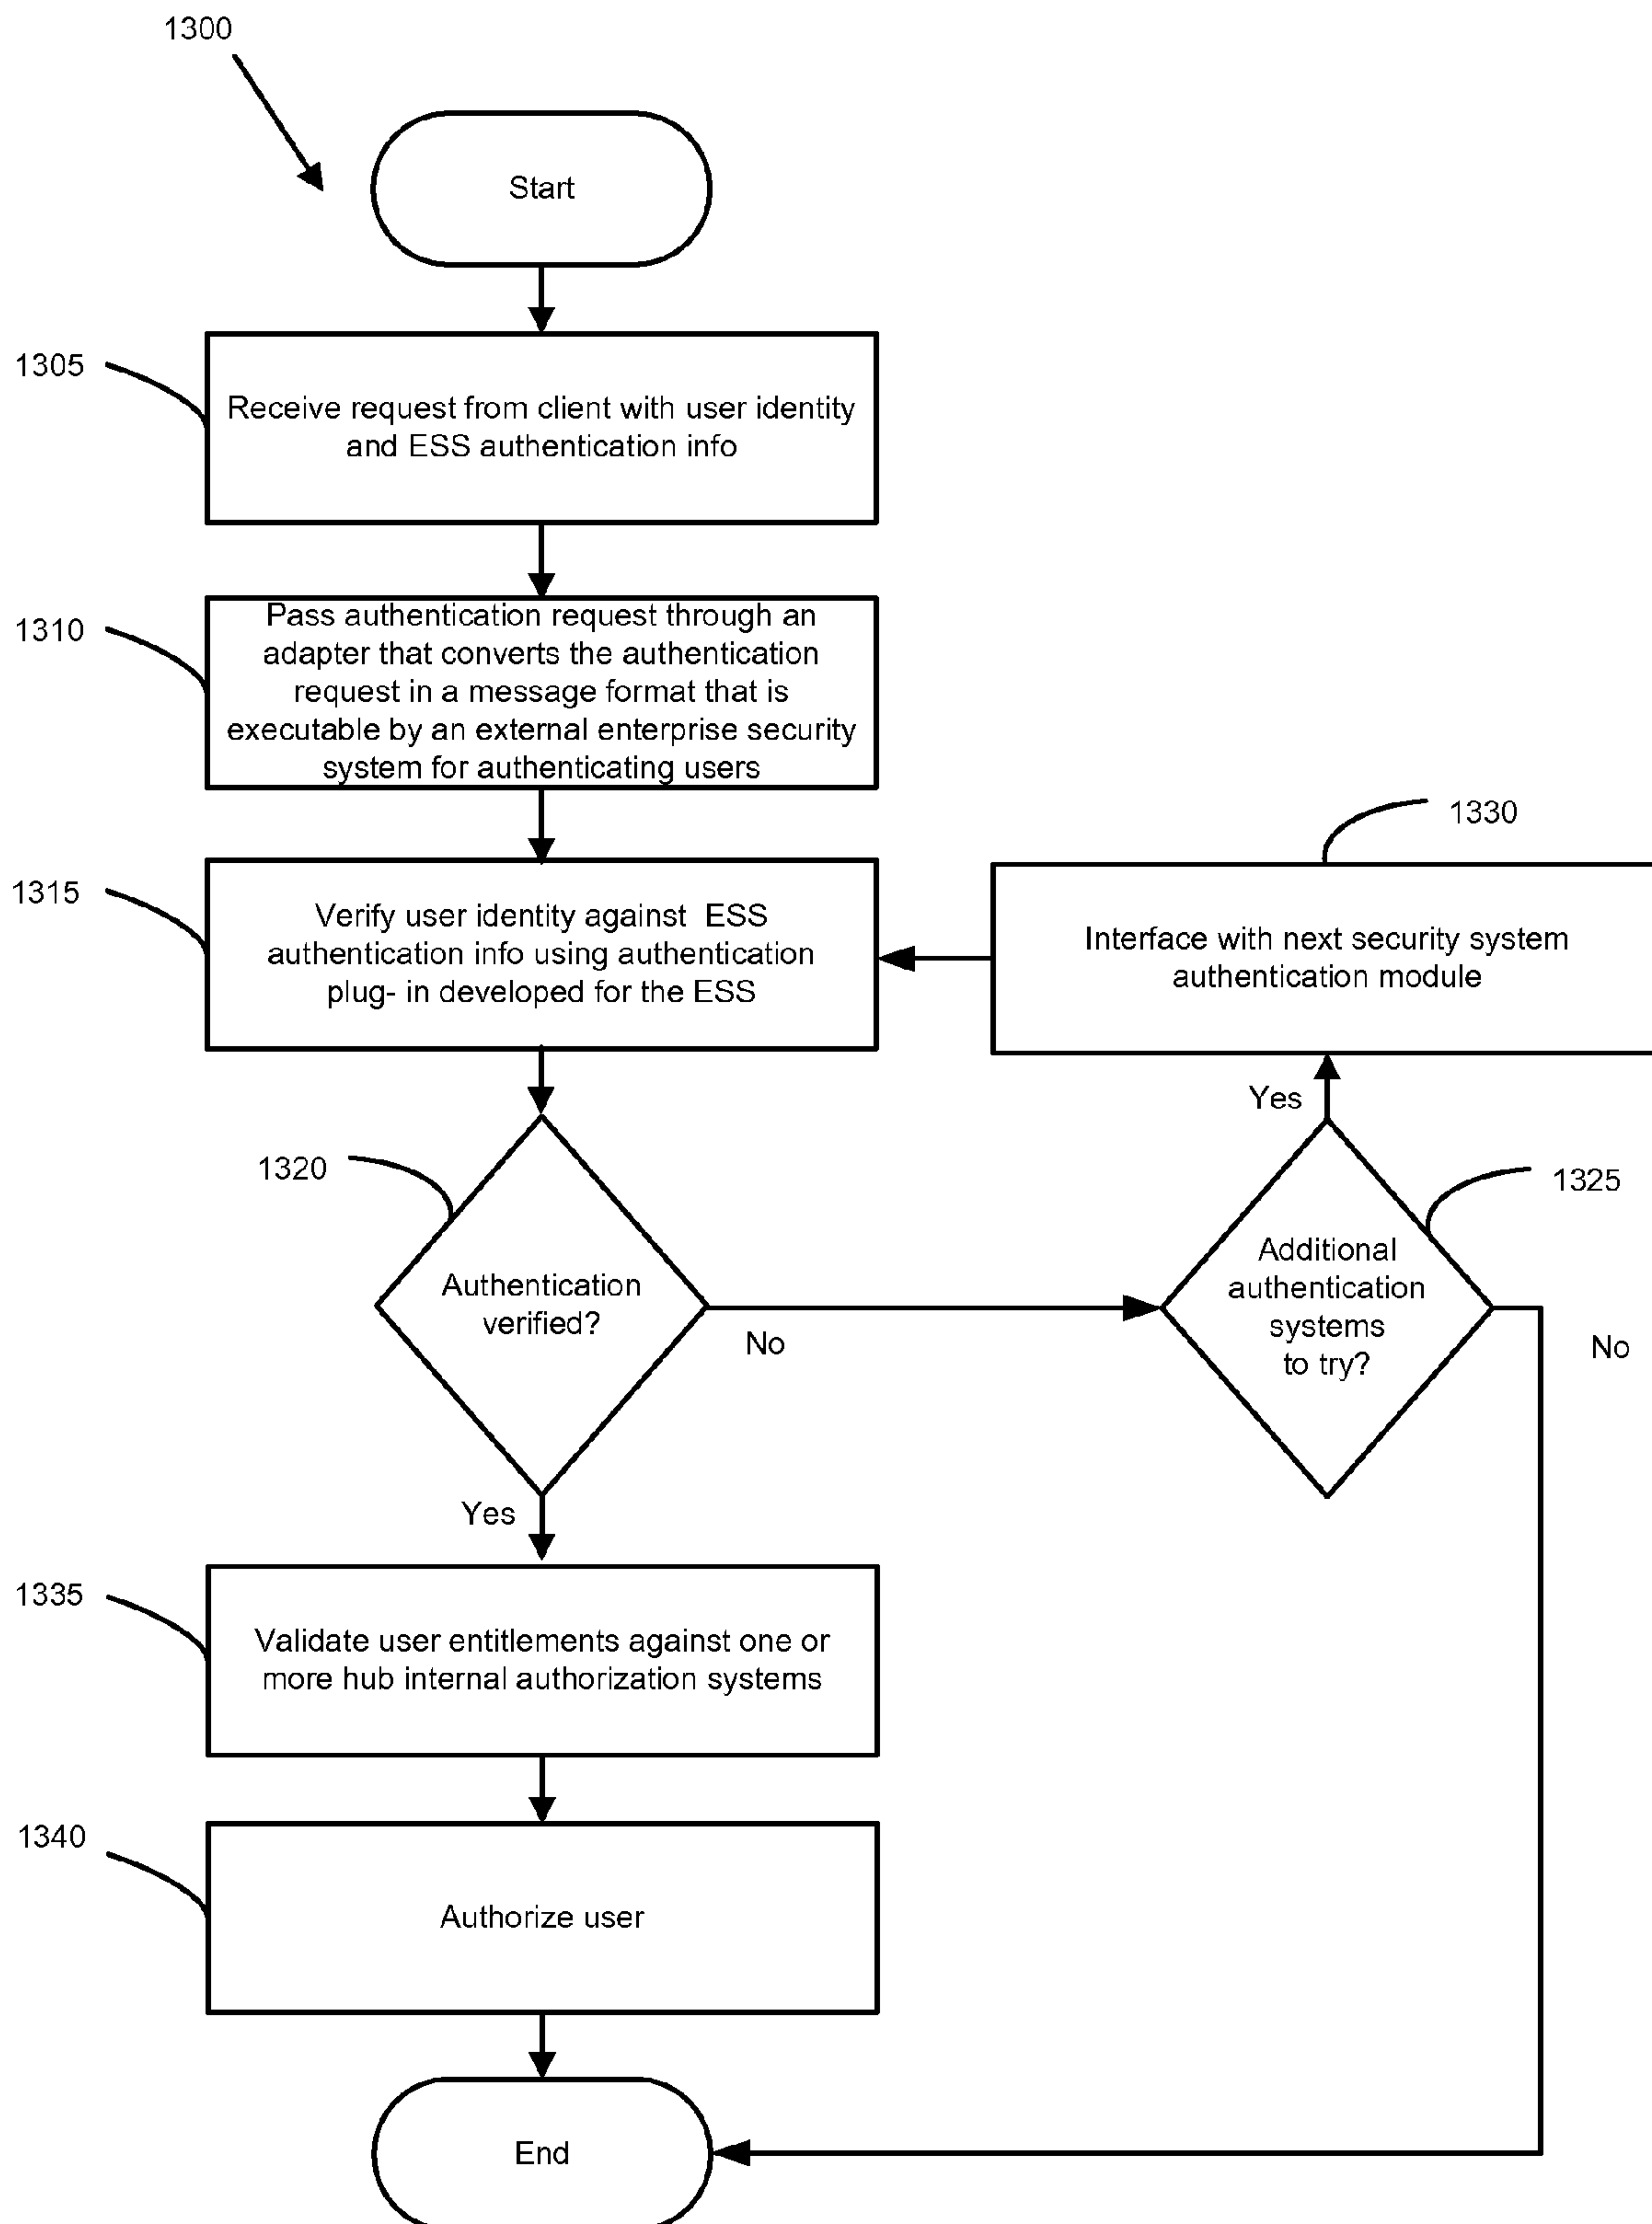 1300
Start
1305
Receive request from client with user identity
and ESS authentication info
1310
Pass authentication request through an
adapter that converts the authentication
request in a message format that is
executable by an external enterprise security
system for authenticating users
1315
Verify user identity against ESS
authentication info using authentication
plug- in developed for the ESS
1330
Interface with next security system
authentication module
Yes
1320
Authentication
verified?
No
1325
Additional
authentication
systems
to try?
No
Yes
1335
Validate user entitlements against one or
more hub internal authorization systems
1340
Authorize user
End